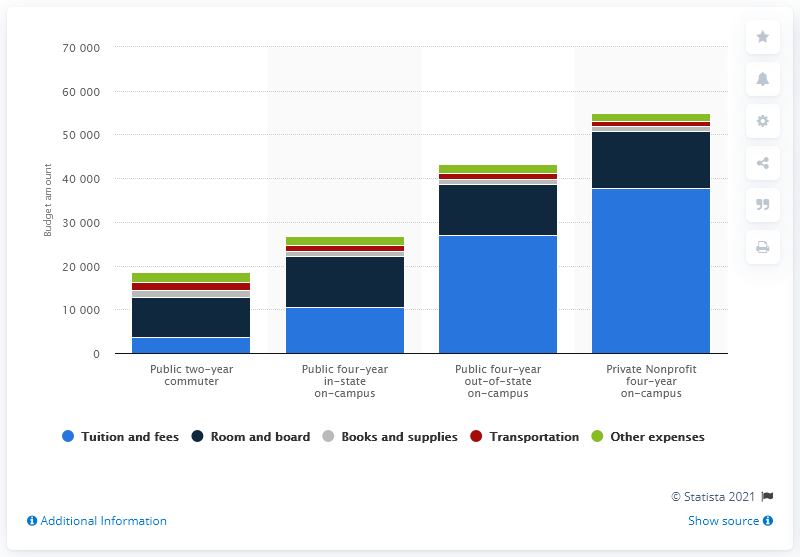 70 000
60 000
50 000
40 000
30 000
20 000
10 000
0
Budget amount
Public two-year
commuter
Public four-year
in-state
on-campus
Public four-year
out-of-state
on-campus
Private Nonprofit
four-year
on-campus
Tuition and fees
Room and board
Books and supplies
Transportation
Other expenses
© Statista 2021
Additional Information
Show source